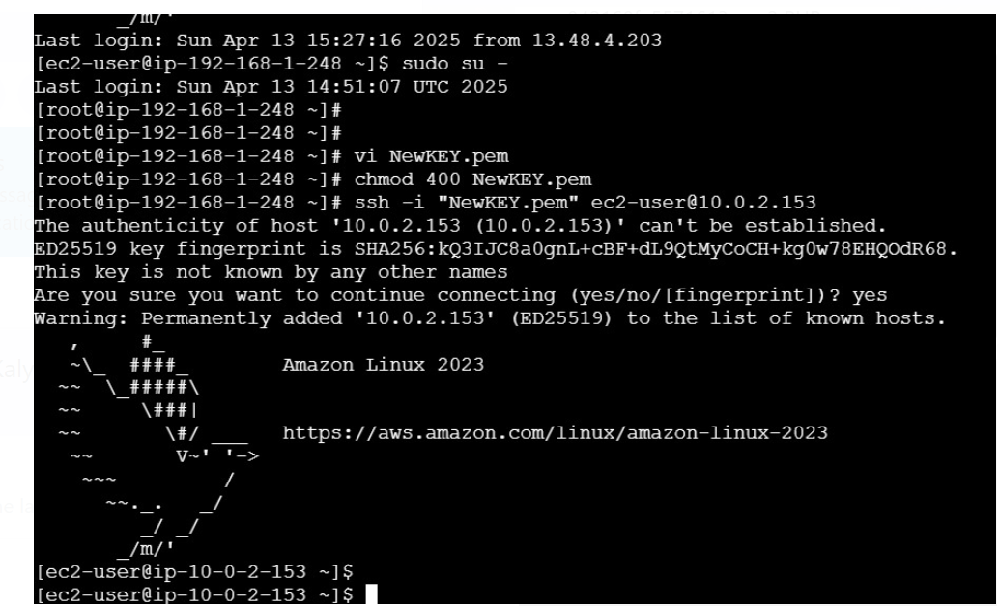 _/m/'
Last login: Sun Apr 13 15:27:16 2025 from 13.48.4.203
[ec2-user@ip-192-168-1-248 ~]$ sudo su -
Last login: Sun Apr 13 14:51:07 UTC 2025
[root@ip-192-168-1-248 ~]#
[root@ip-192-168-1-248 ~]#
[root@ip-192-168-1-248 ~]# vi NewKEY.pem
[root@ip-192-168-1-248 ~]# chmod 400 NewKEY.pem
[root@ip-192-168-1-248 ~]# ssh -i "NewKEY.pem" ec2-user@10.0.2.153
The authenticity of host '10.0.2.153 (10.0.2.153)' can't be established.
ED25519 key fingerprint is SHA256:kQ3IJC8a0gnL+cBF+dL9QtMyCoCH+kg0w78EHQOdR68.
This key is not known by any other names
Are you sure you want to continue connecting (yes/no/[fingerprint])? yes
Warning: Permanently added '10.0.2.153' (ED25519) to the list of known hosts.
   ,     #_
   ~\_  ####_        Amazon Linux 2023
  ~~  \_#####\
  ~~     \###|
  ~~       \#/ ___   https://aws.amazon.com/linux/amazon-linux-2023
   ~~       V~' '->
    ~~~         /
      ~~._.   _/
         _/ _/
       _/m/'
[ec2-user@ip-10-0-2-153 ~]$
[ec2-user@ip-10-0-2-153 ~]$